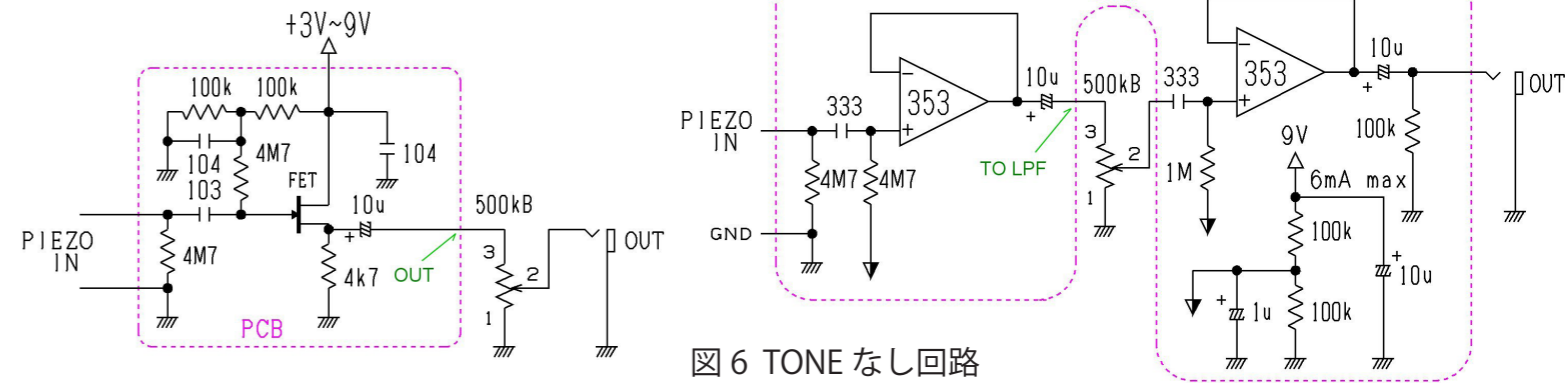 +3V~9V
100k
100k
104
4M7
104
103
FET
10u
500kB
PIEZO
IN
4M7
+
4k7
OUT
3
2
1
OUT
PCB
PIEZO
IN
333
−
353
+
10u
+
500kB
3
2
1
TO LPF
4M7
4M7
GND
333
−
353
+
10u
+
OUT
100k
1M
9V
6mA max
100k
+
10u
+
1u
100k
図 6 TONE なし回路